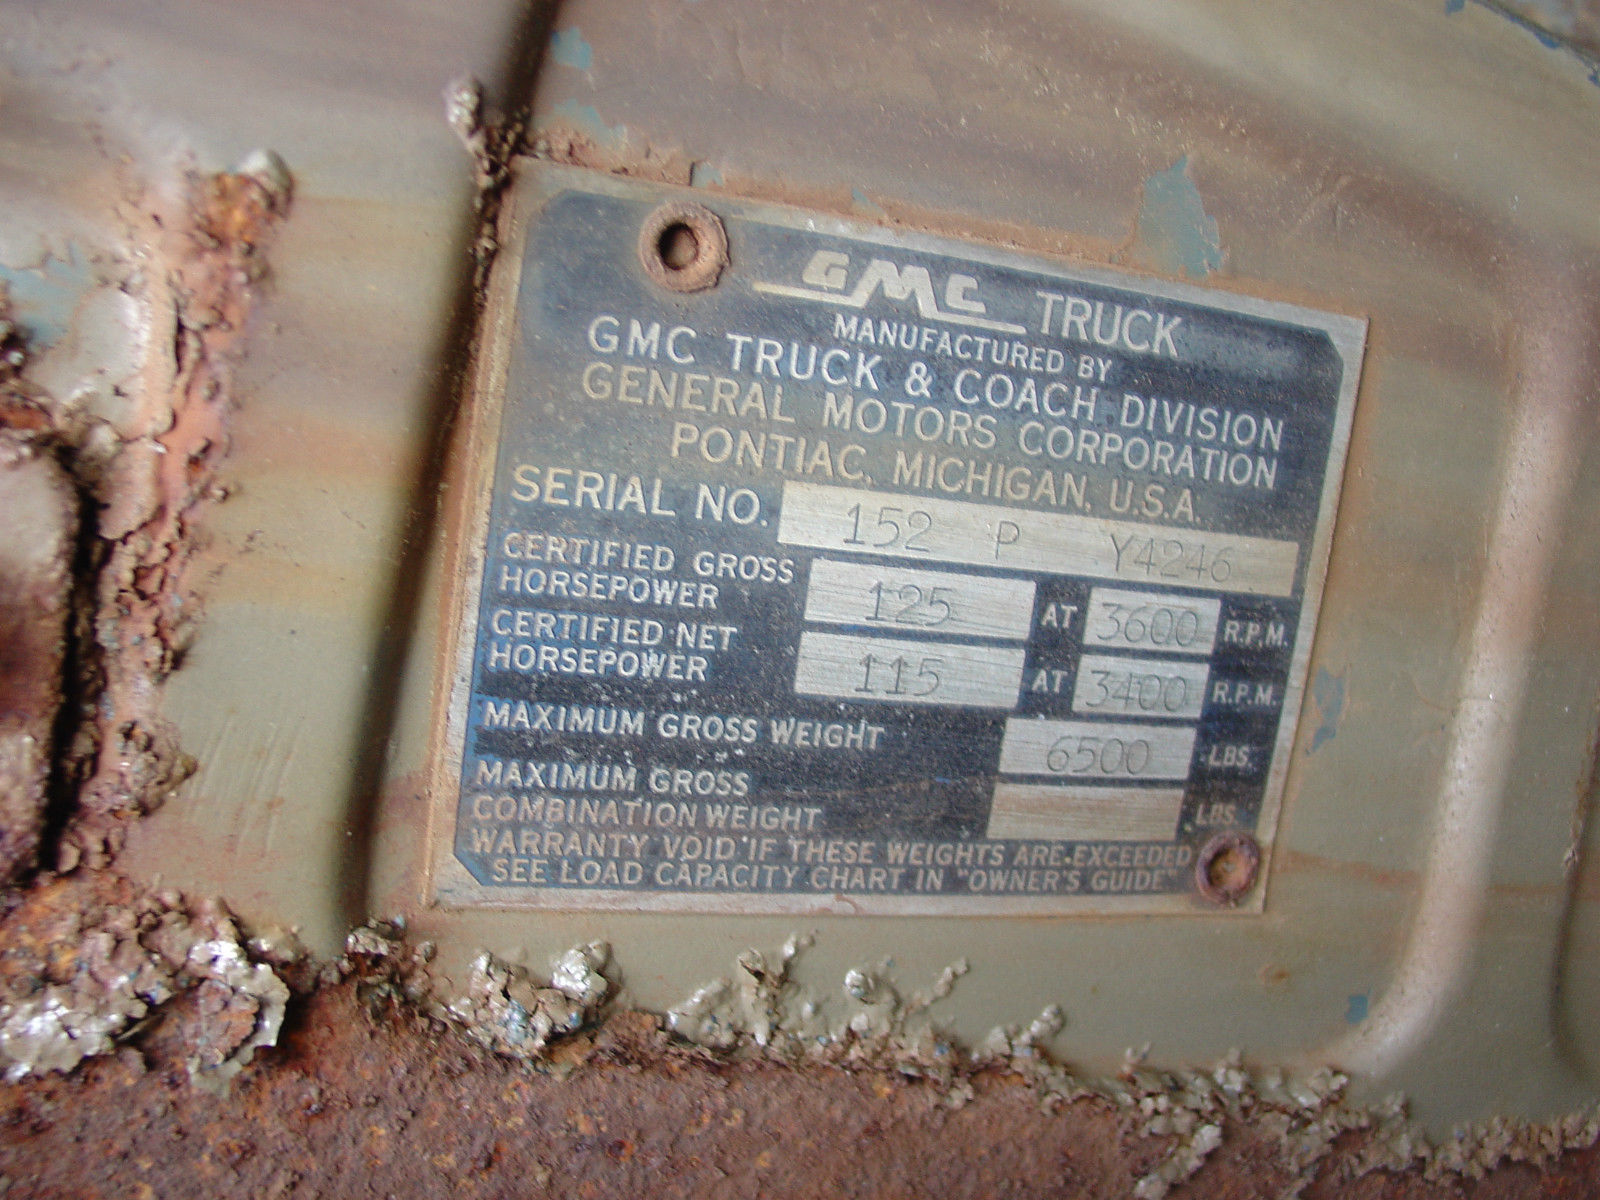 GMC TRUCK
MANUFACTURED BY
GMC TRUCK & COACH DIVISION
GENERAL MOTORS CORPORATION
PONTIAC, MICHIGAN, U.S.A.
SERIAL NO. 152 P Y4246
CERTIFIED GROSS
HORSEPOWER 125 AT 3600 R.P.M.
CERTIFIED NET
HORSEPOWER 115 AT 3400 R.P.M.
MAXIMUM GROSS WEIGHT 6500 LBS.
MAXIMUM GROSS
COMBINATION WEIGHT LBS.
WARRANTY VOID IF THESE WEIGHTS ARE EXCEEDED
SEE LOAD CAPACITY CHART IN "OWNER'S GUIDE"